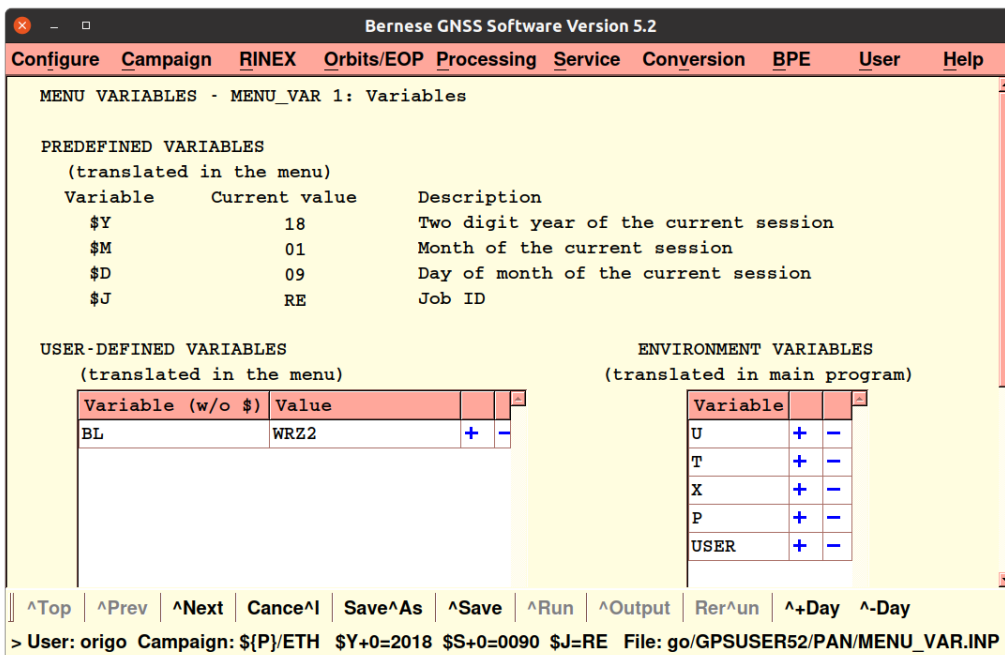 Bernese GNSS Software Version 5.2
Configure Campaign RINEX Orbits/EOP Processing Service Conversion BPE User Help
MENU VARIABLES - MENU_VAR 1: Variables
PREDEFINED VARIABLES
(translated in the menu)
Variable Current value Description
$Y 18 Two digit year of the current session
$M 01 Month of the current session
$D 09 Day of month of the current session
$J RE Job ID
USER-DEFINED VARIABLES ENVIRONMENT VARIABLES
(translated in the menu) (translated in main program)
Variable (w/o $) Value Variable
BL WRZ2 + − U + −
T + −
X + −
P + −
USER + −
^Top ^Prev ^Next Cance^l Save^As ^Save ^Run ^Output Rer^un ^+Day ^-Day
> User: origo Campaign: ${P}/ETH $Y+0=2018 $S+0=0090 $J=RE File: go/GPSUSER52/PAN/MENU_VAR.INP